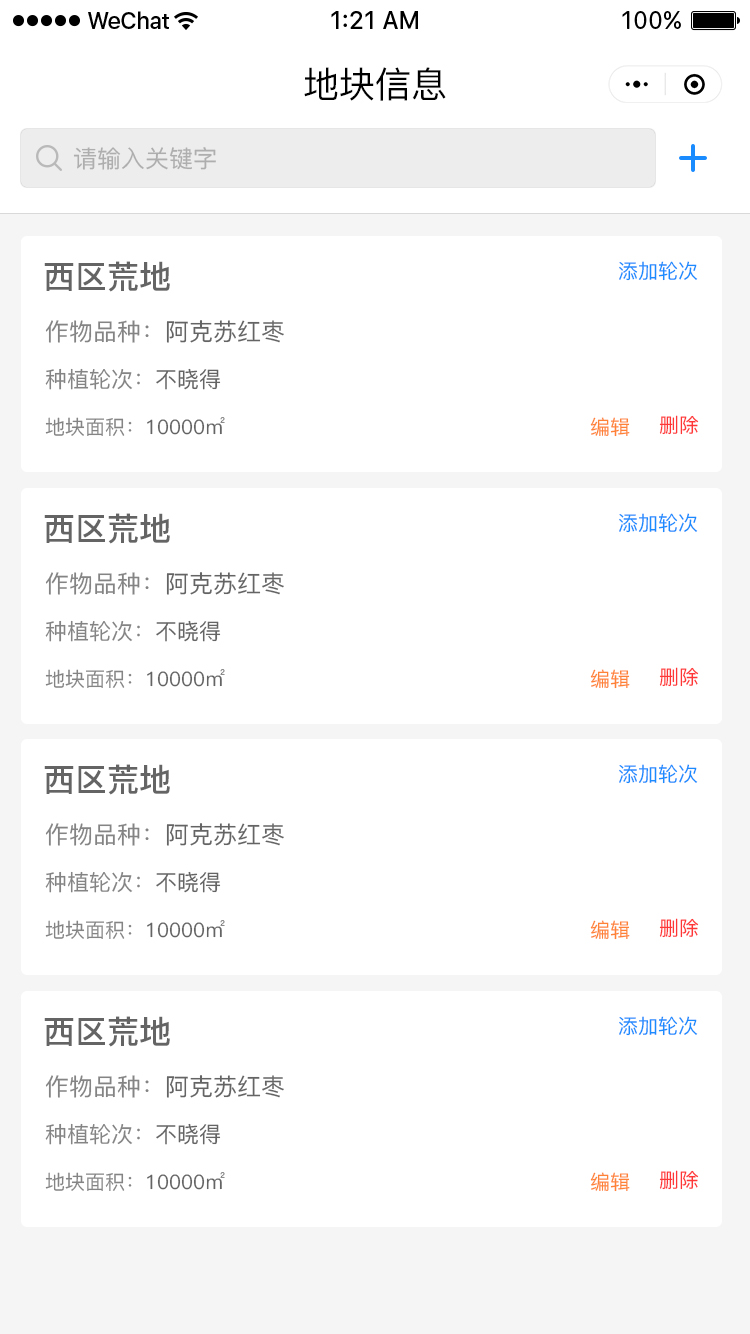 WeChat 1:21 AM 100%
地块信息
请输入关键字
西区荒地 添加轮次
作物品种：阿克苏红枣
种植轮次：不晓得
地块面积：10000㎡ 编辑 删除
西区荒地 添加轮次
作物品种：阿克苏红枣
种植轮次：不晓得
地块面积：10000㎡ 编辑 删除
西区荒地 添加轮次
作物品种：阿克苏红枣
种植轮次：不晓得
地块面积：10000㎡ 编辑 删除
西区荒地 添加轮次
作物品种：阿克苏红枣
种植轮次：不晓得
地块面积：10000㎡ 编辑 删除